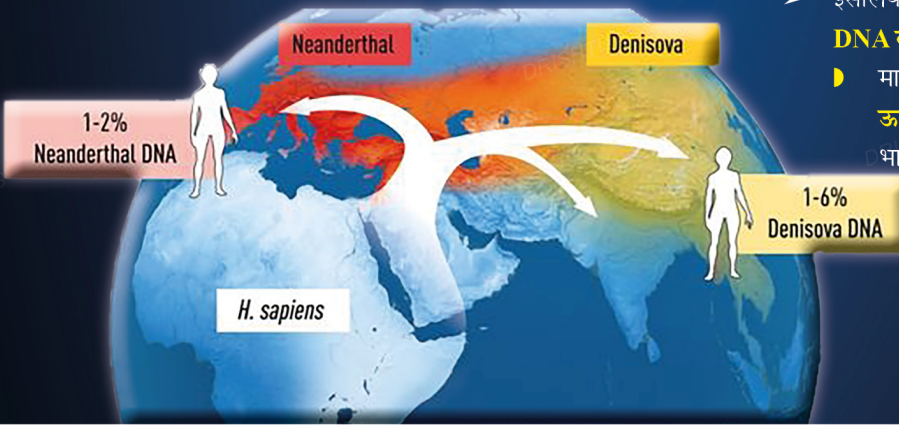 Neanderthal
Denisova
1-2%
Neanderthal DNA
H. sapiens
1-6%
Denisova DNA
DNA